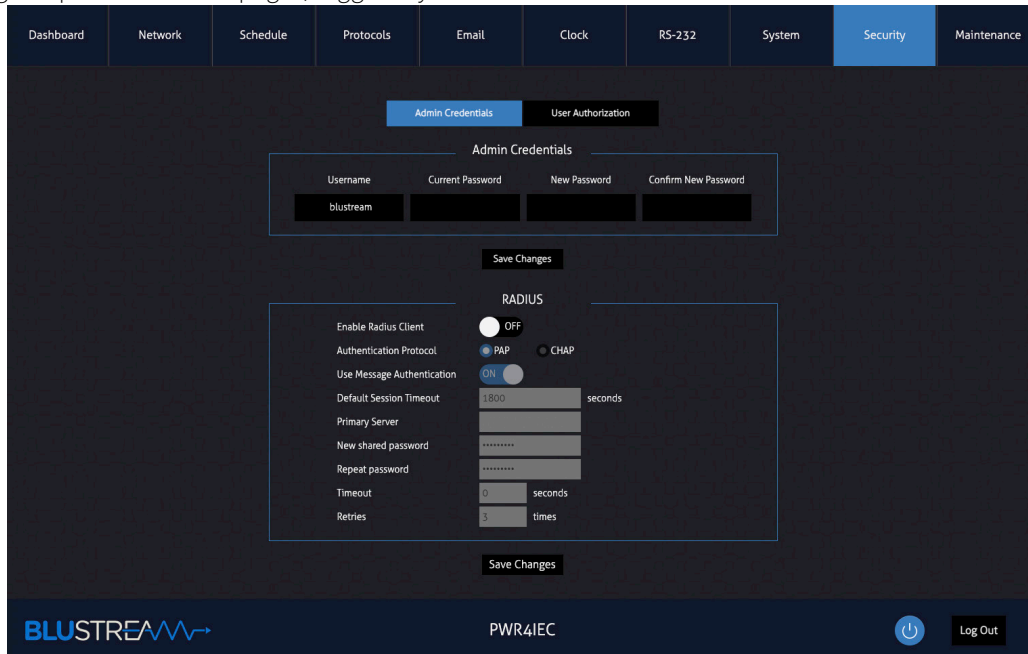 Dashboard Network Schedule Protocols Email Clock RS-232 System Security Maintenance
Admin Credentials User Authorization
Admin Credentials
Username Current Password New Password Confirm New Password
blustream
Save Changes
RADIUS
Enable Radius Client OFF
Authentication Protocol PAP CHAP
Use Message Authentication ON
Default Session Timeout 1800 seconds
Primary Server
New shared password •••••••••
Repeat password •••••••••
Timeout 0 seconds
Retries 3 times
Save Changes
BLUSTREAM PWR4IEC Log Out